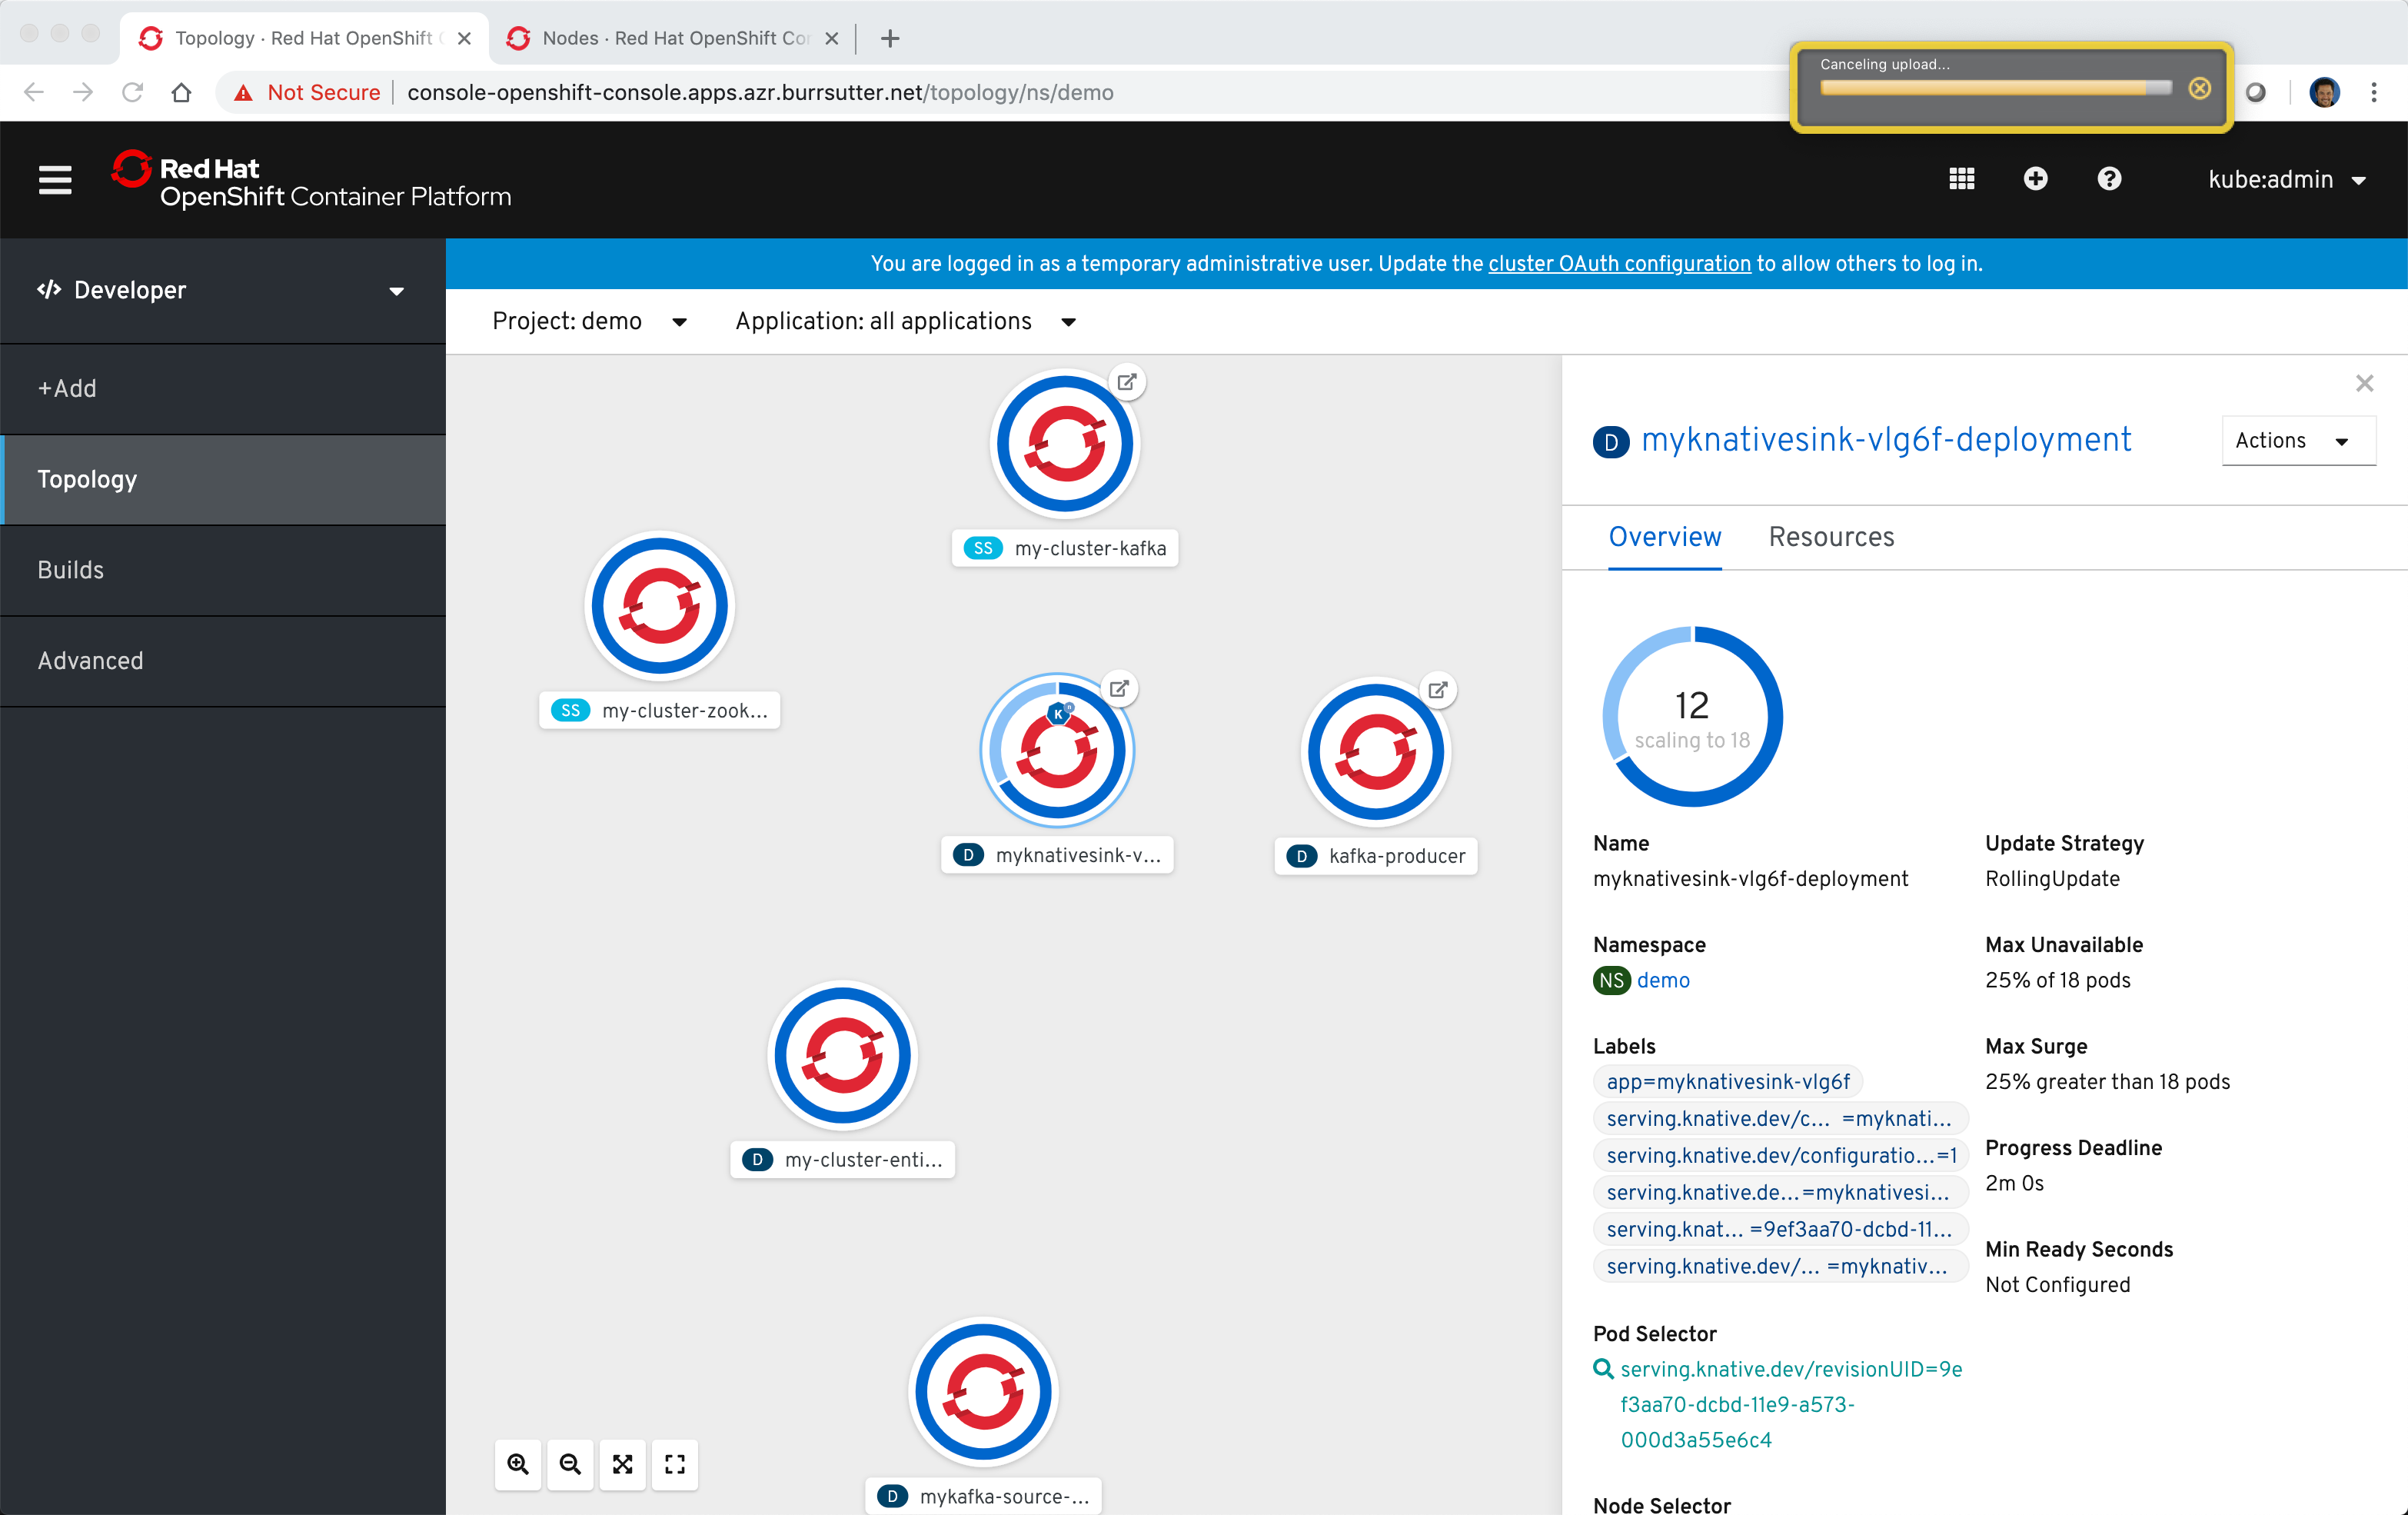 Topology · Red Hat OpenShift C
Nodes · Red Hat OpenShift Con
Canceling upload...
Not Secure
console-openshift-console.apps.azr.burrsutter.net/topology/ns/demo
Red Hat
OpenShift Container Platform
kube:admin
Developer
You are logged in as a temporary administrative user. Update the cluster OAuth configuration to allow others to log in.
Project: demo
Application: all applications
+Add
Topology
Builds
Advanced
SS my-cluster-kafka
SS my-cluster-zook...
K
D myknativesink-v...
D kafka-producer
D my-cluster-enti...
D mykafka-source-...
D myknativesink-vlg6f-deployment
Actions
Overview
Resources
12
scaling to 18
Name
myknativesink-vlg6f-deployment
Namespace
NS demo
Labels
app=myknativesink-vlg6f
serving.knative.dev/c... =myknati...
serving.knative.dev/configuratio...=1
serving.knative.de...=myknativesi...
serving.knat... =9ef3aa70-dcbd-11...
serving.knative.dev/... =myknativ...
Pod Selector
serving.knative.dev/revisionUID=9e
f3aa70-dcbd-11e9-a573-
000d3a55e6c4
Node Selector
Update Strategy
RollingUpdate
Max Unavailable
25% of 18 pods
Max Surge
25% greater than 18 pods
Progress Deadline
2m 0s
Min Ready Seconds
Not Configured